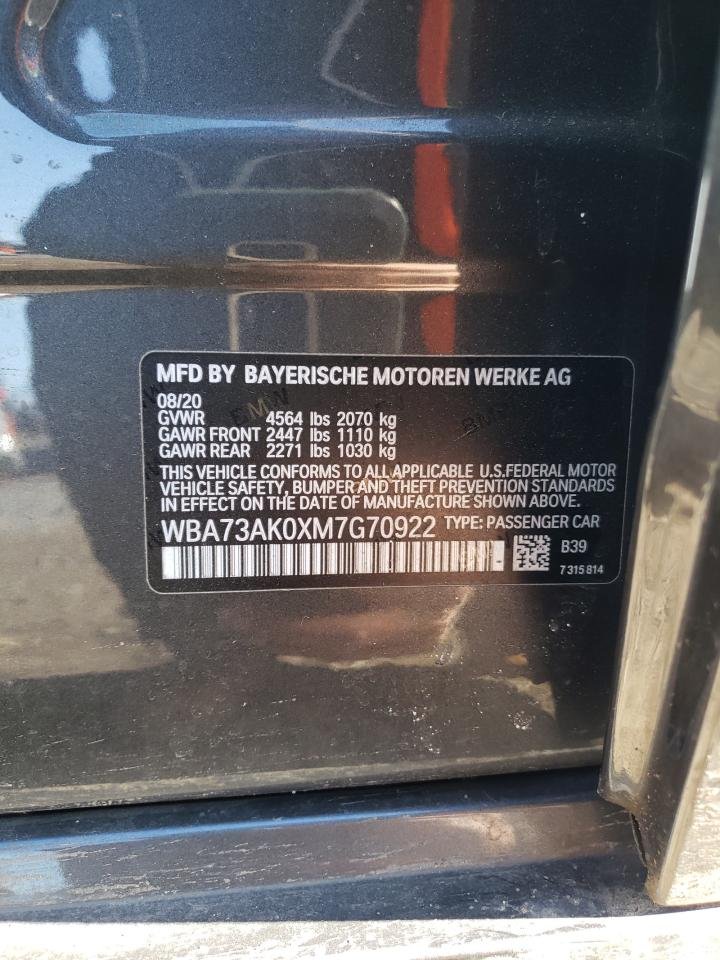 MFD BY BAYERISCHE MOTOREN WERKE AG
08/20
GVWR 4564 lbs 2070 kg
GAWR FRONT 2447 lbs 1110 kg
GAWR REAR 2271 lbs 1030 kg
THIS VEHICLE CONFORMS TO ALL APPLICABLE U.S.FEDERAL MOTOR
VEHICLE SAFETY, BUMPER AND THEFT PREVENTION STANDARDS
IN EFFECT ON THE DATE OF MANUFACTURE SHOWN ABOVE.
WBA73AK0XM7G70922 TYPE: PASSENGER CAR
B39
7 315 814